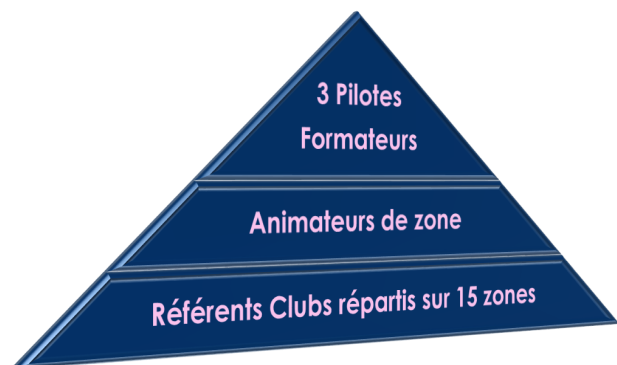 3 Pilotes
Formateurs
Animateurs de zone
Référents Clubs répartis sur 15 zones